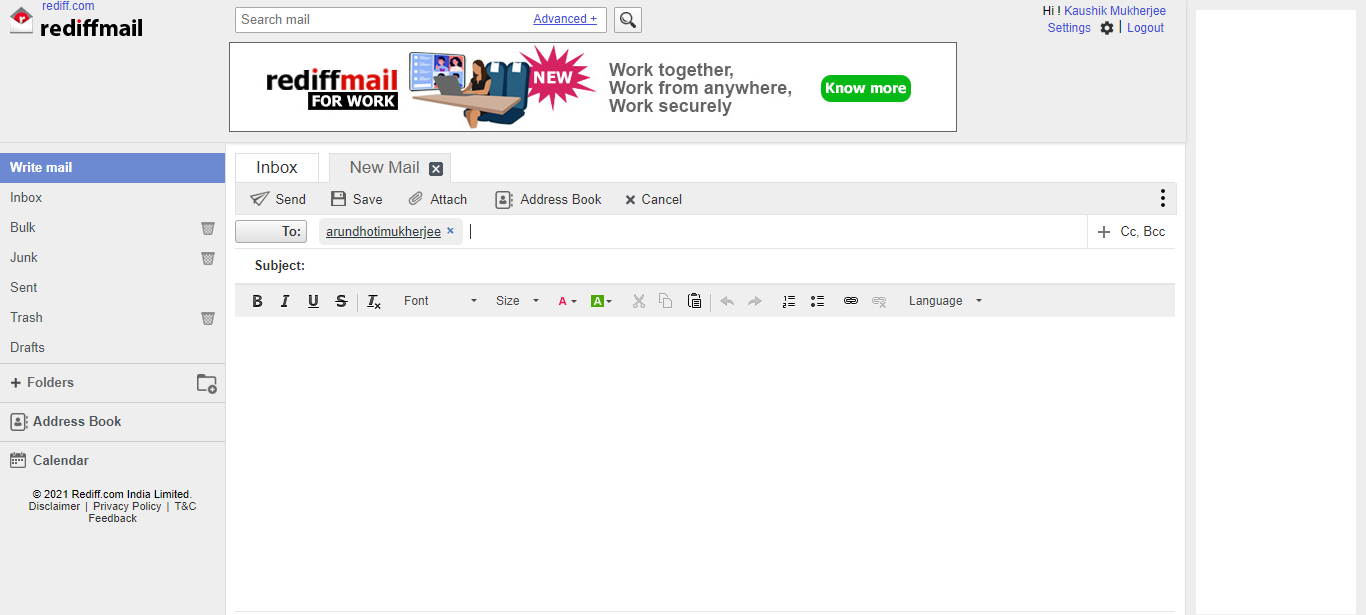 rediff.com
rediffmail
Search mail Advanced +
Hi ! Kaushik Mukherjee
Settings | Logout
rediffmail
FOR WORK
NEW
Work together,
Work from anywhere,
Work securely
Know more
Write mail
Inbox
Bulk
Junk
Sent
Trash
Drafts
+ Folders
Address Book
Calendar
© 2021 Rediff.com India Limited.
Disclaimer | Privacy Policy | T&C
Feedback
Inbox New Mail x
Send Save Attach Address Book × Cancel
To: arundhotimukherjee × + Cc, Bcc
Subject:
B I U S Tx Font Size A A Language